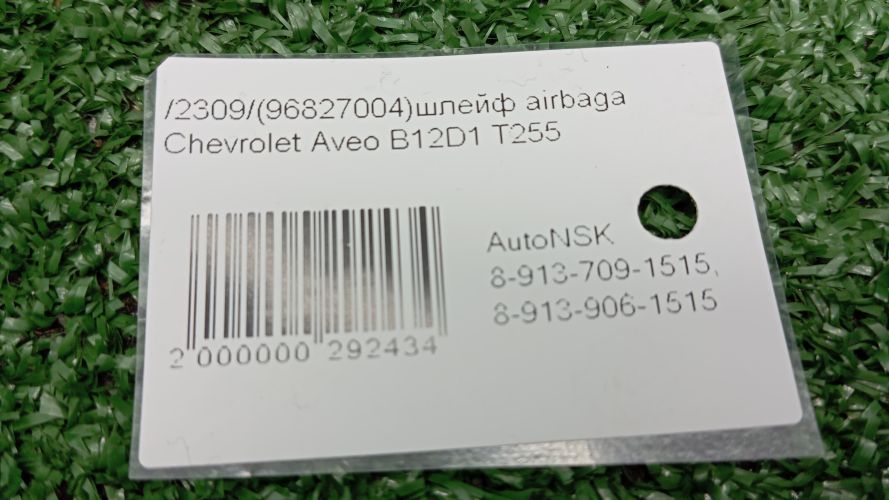 /2309/(96827004)шлейф airbaga
Chevrolet Aveo B12D1 T255
AutoNSK
8-913-709-1515,
8-913-906-1515
2 000000 292434